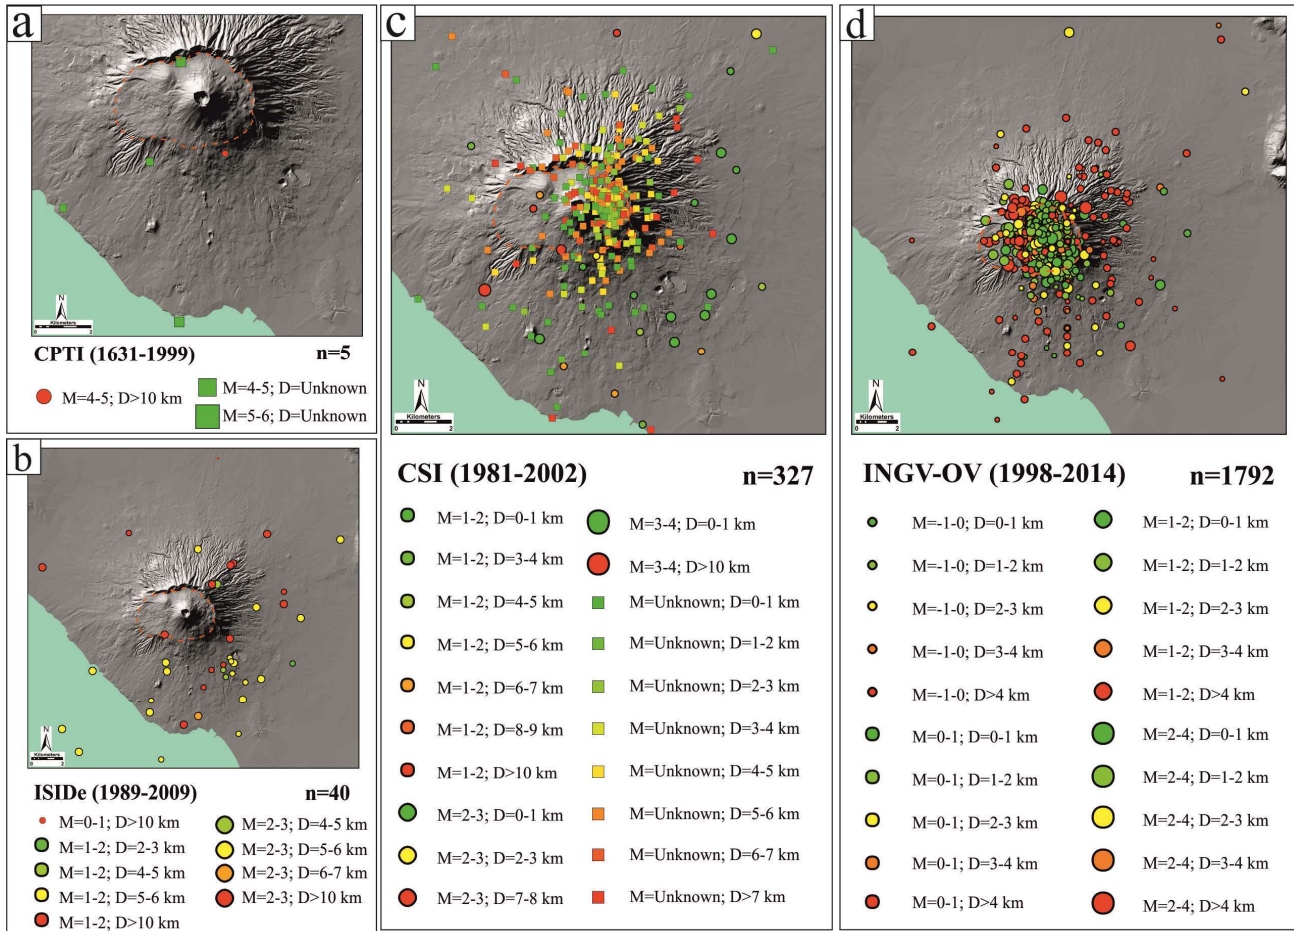 a
N
Kilometers
0 2
CPTI (1631-1999) n=5
M=4-5; D>10 km
M=4-5; D=Unknown
M=5-6; D=Unknown
b
N
Kilometers
0 2
ISIDe (1989-2009) n=40
M=0-1; D>10 km
M=1-2; D=2-3 km
M=1-2; D=4-5 km
M=1-2; D=5-6 km
M=1-2; D>10 km
M=2-3; D=4-5 km
M=2-3; D=5-6 km
M=2-3; D=6-7 km
M=2-3; D>10 km
c
N
Kilometers
0 2
CSI (1981-2002) n=327
M=1-2; D=0-1 km
M=1-2; D=3-4 km
M=1-2; D=4-5 km
M=1-2; D=5-6 km
M=1-2; D=6-7 km
M=1-2; D=8-9 km
M=1-2; D>10 km
M=2-3; D=0-1 km
M=2-3; D=2-3 km
M=2-3; D=7-8 km
M=3-4; D=0-1 km
M=3-4; D>10 km
M=Unknown; D=0-1 km
M=Unknown; D=1-2 km
M=Unknown; D=2-3 km
M=Unknown; D=3-4 km
M=Unknown; D=4-5 km
M=Unknown; D=5-6 km
M=Unknown; D=6-7 km
M=Unknown; D>7 km
d
N
Kilometers
0 2
INGV-OV (1998-2014) n=1792
M=-1-0; D=0-1 km
M=-1-0; D=1-2 km
M=-1-0; D=2-3 km
M=-1-0; D=3-4 km
M=-1-0; D>4 km
M=0-1; D=0-1 km
M=0-1; D=1-2 km
M=0-1; D=2-3 km
M=0-1; D=3-4 km
M=0-1; D>4 km
M=1-2; D=0-1 km
M=1-2; D=1-2 km
M=1-2; D=2-3 km
M=1-2; D=3-4 km
M=1-2; D>4 km
M=2-4; D=0-1 km
M=2-4; D=1-2 km
M=2-4; D=2-3 km
M=2-4; D=3-4 km
M=2-4; D>4 km